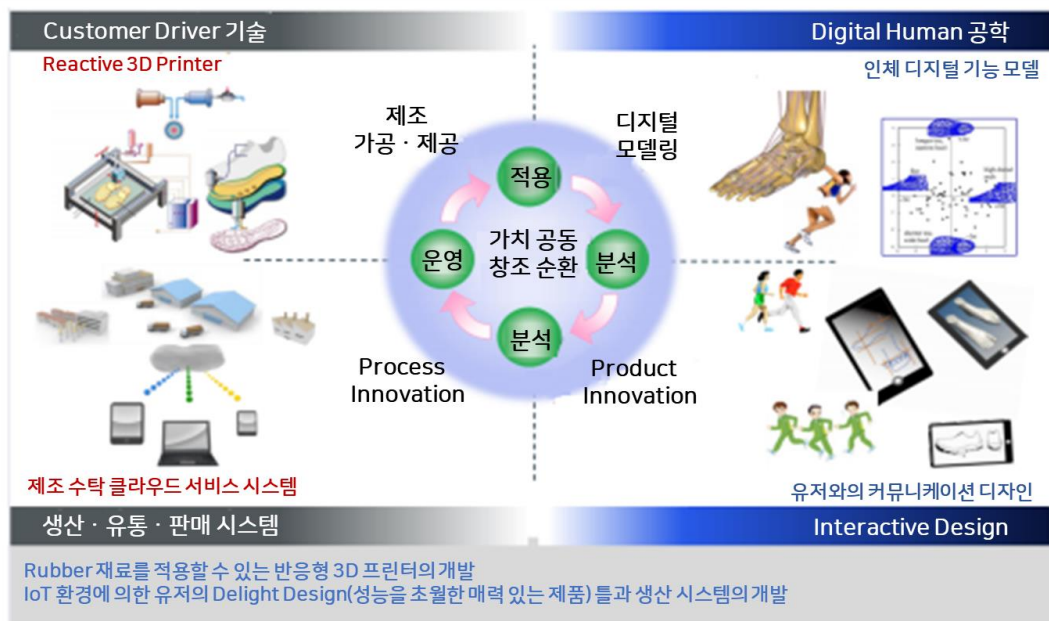 Customer Driver 기술
Digital Human 공학
Reactive 3D Printer
인체 디지털 기능 모델
제조
가공 · 제공
디지털
모델링
적용
가치 공동
창조 순환
운영
분석
분석
Process
Innovation
Product
Innovation
제조 수탁 클라우드 서비스 시스템
유저와의 커뮤니케이션 디자인
생산 · 유통 · 판매 시스템
Interactive Design
Rubber 재료를 적용할 수 있는 반응형 3D 프린터의 개발
IoT 환경에 의한 유저의 Delight Design(성능을 초월한 매력 있는 제품) 틀과 생산 시스템의 개발